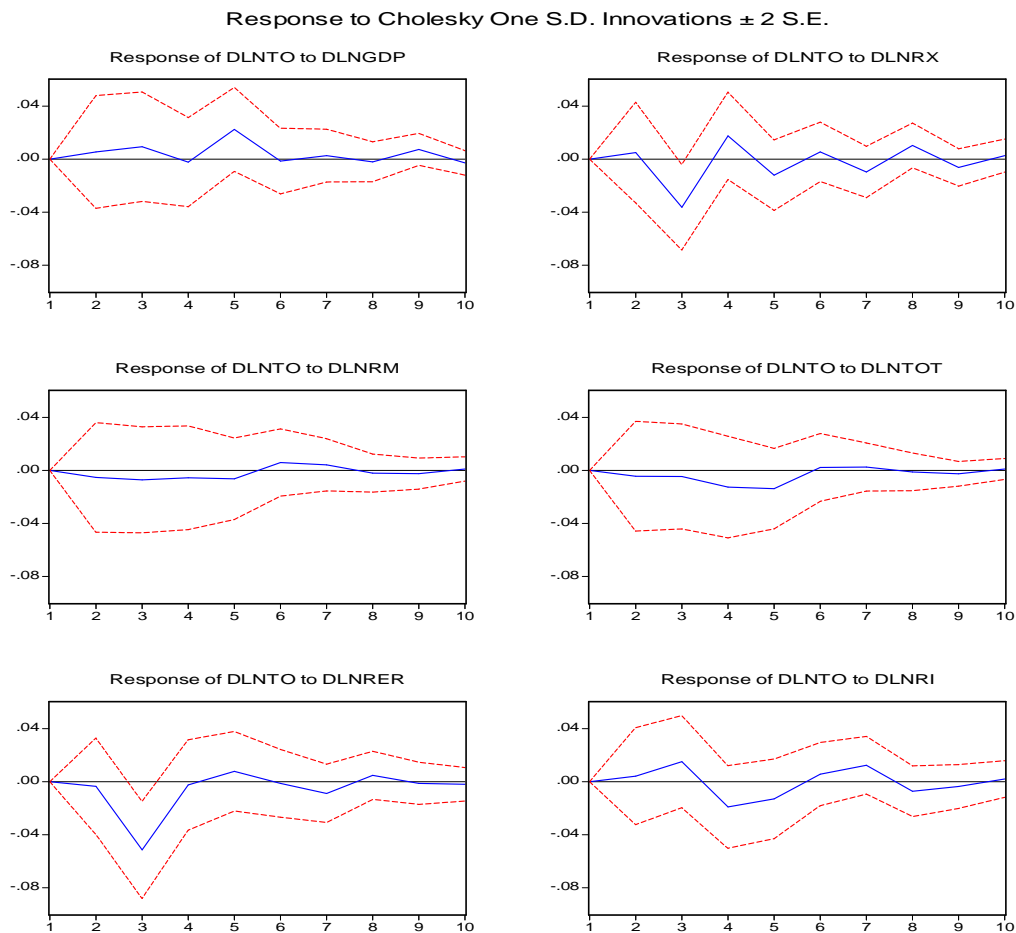 Response to Cholesky One S.D. Innovations ± 2 S.E.
Response of DLNTO to DLNGDP
.04
.00
-.04
-.08
1 2 3 4 5 6 7 8 9 10
Response of DLNTO to DLNRX
.04
.00
-.04
-.08
1 2 3 4 5 6 7 8 9 10
Response of DLNTO to DLNRM
.04
.00
-.04
-.08
1 2 3 4 5 6 7 8 9 10
Response of DLNTO to DLNTOT
.04
.00
-.04
-.08
1 2 3 4 5 6 7 8 9 10
Response of DLNTO to DLNRER
.04
.00
-.04
-.08
1 2 3 4 5 6 7 8 9 10
Response of DLNTO to DLNRI
.04
.00
-.04
-.08
1 2 3 4 5 6 7 8 9 10